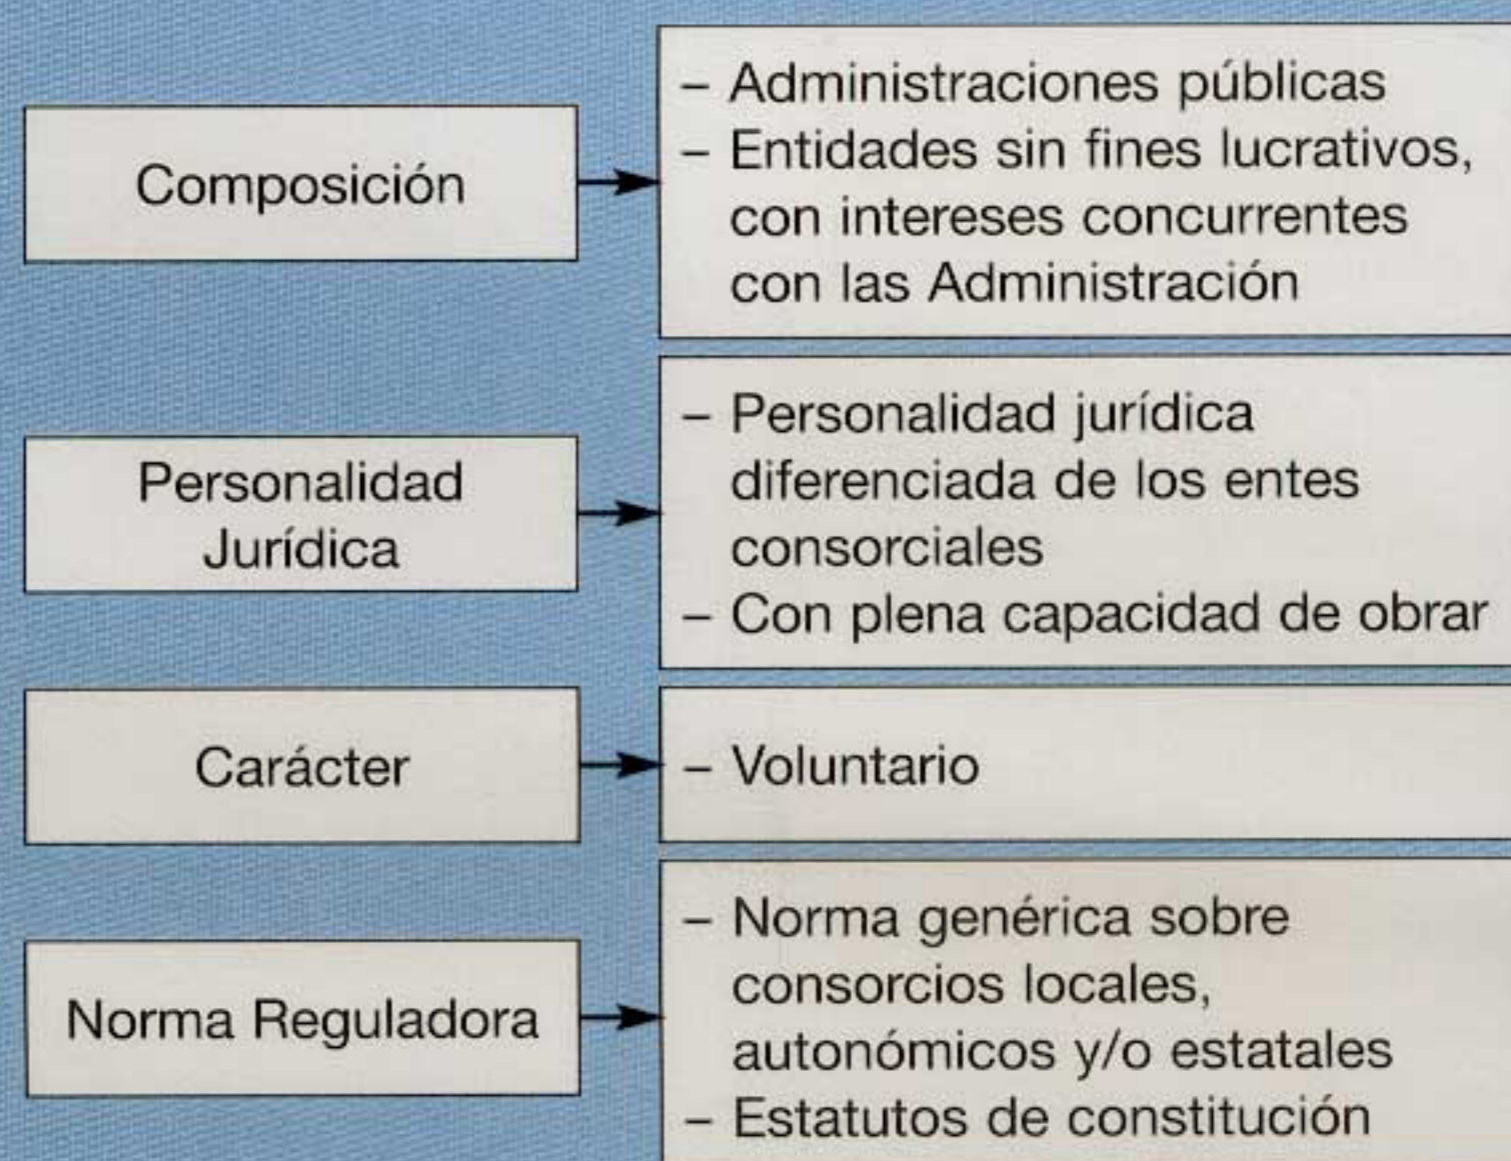 Composición
– Administraciones públicas
– Entidades sin fines lucrativos,
con intereses concurrentes
con las Administración
Personalidad
Jurídica
– Personalidad jurídica
diferenciada de los entes
consorciales
– Con plena capacidad de obrar
Carácter
– Voluntario
Norma Reguladora
– Norma genérica sobre
consorcios locales,
autonómicos y/o estatales
– Estatutos de constitución